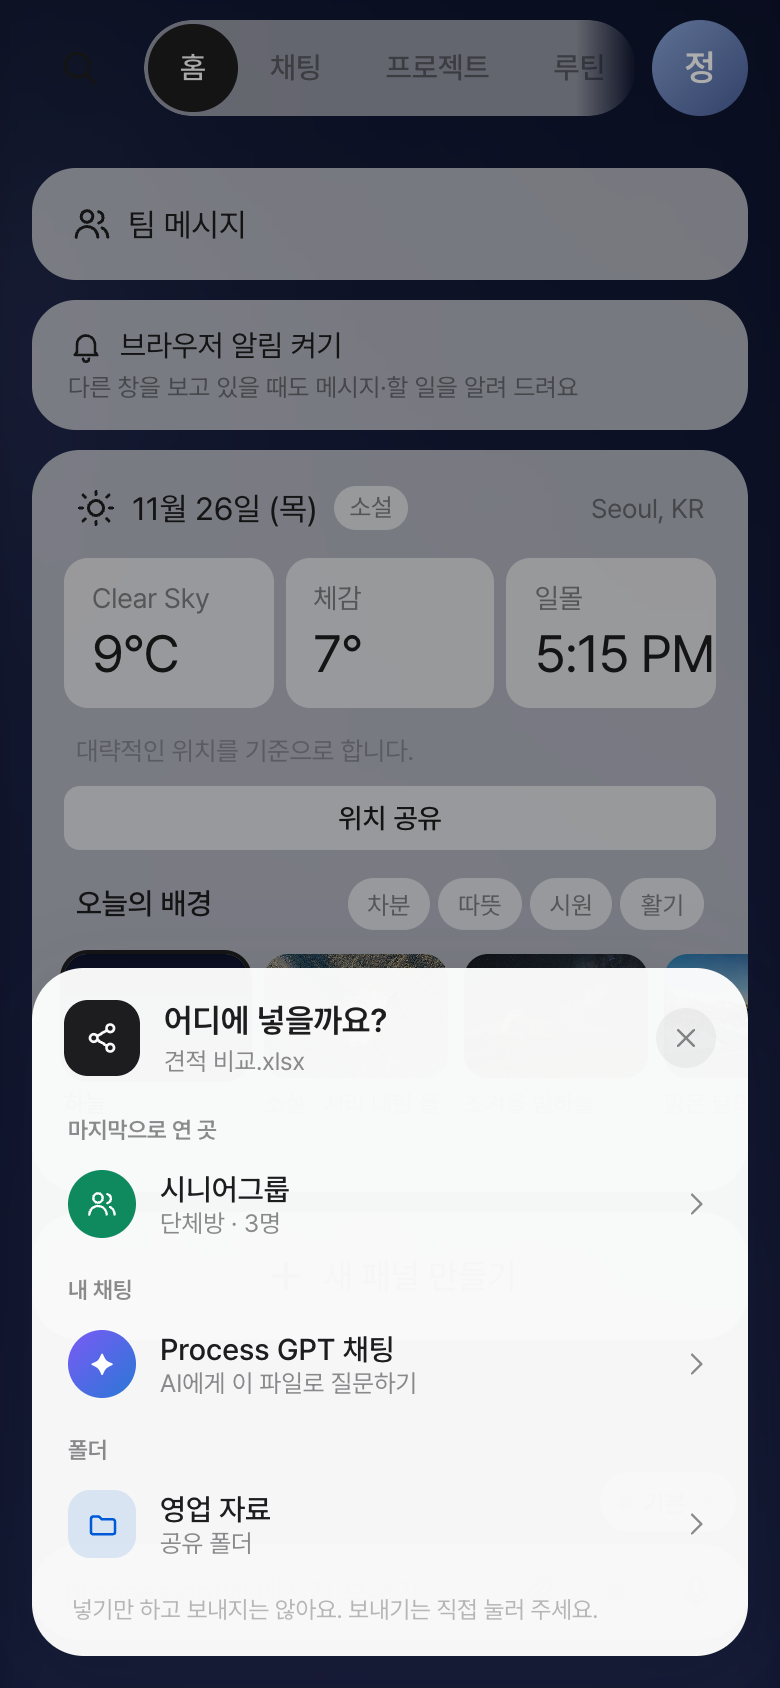 홈 채팅 프로젝트 루틴 정
팀 메시지
브라우저 알림 켜기
다른 창을 보고 있을 때도 메시지·할 일을 알려 드려요
11월 26일 (목) 소설 Seoul, KR
Clear Sky 체감 일몰
9°C 7° 5:15 PM
대략적인 위치를 기준으로 합니다.
위치 공유
오늘의 배경 차분 따뜻 시원 활기
어디에 넣을까요?
견적 비교.xlsx
마지막으로 연 곳
시니어그룹
단체방 · 3명
새 패널 만들기
내 채팅
Process GPT 채팅
AI에게 이 파일로 질문하기
폴더
영업 자료
공유 폴더
넣기만 하고 보내지는 않아요. 보내기는 직접 눌러 주세요.